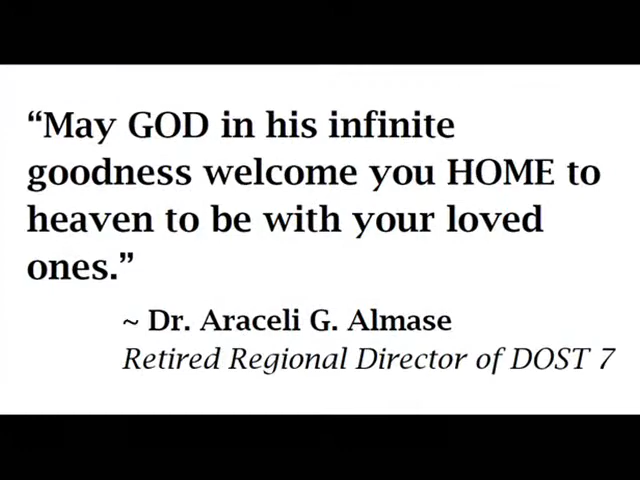 “May GOD in his infinite
goodness welcome you HOME to
heaven to be with your loved
ones.”
~ Dr. Araceli G. Almase
Retired Regional Director of DOST 7